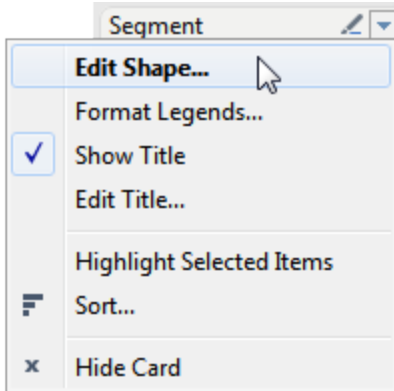 Segment
Edit Shape...
Format Legends...
Show Title
Edit Title...
Highlight Selected Items
Sort...
Hide Card